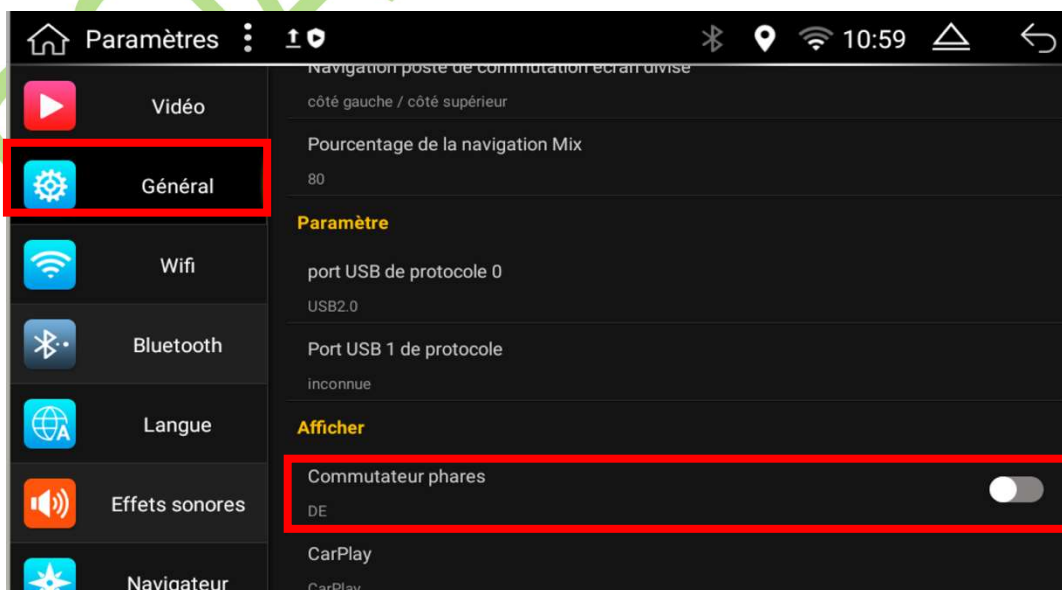 Paramètres
10:59
Vidéo
Général
Wifi
Bluetooth
Langue
Effets sonores
Navigateur
Navigation poste de commutation écran divisé
côté gauche / côté supérieur
Pourcentage de la navigation Mix
80
Paramètre
port USB de protocole 0
USB2.0
Port USB 1 de protocole
inconnue
Afficher
Commutateur phares
DE
CarPlay
CarPlay